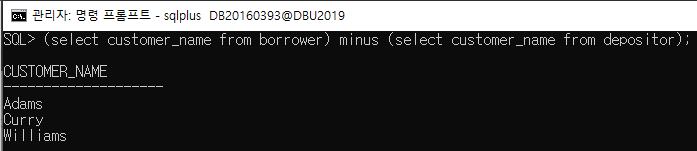 관리자: 명령 프롬프트 - sqlplus  DB20160393@DBU2019
SQL> (select customer_name from borrower) minus (select customer_name from depositor);
CUSTOMER_NAME
--------------------
Adams
Curry
Williams